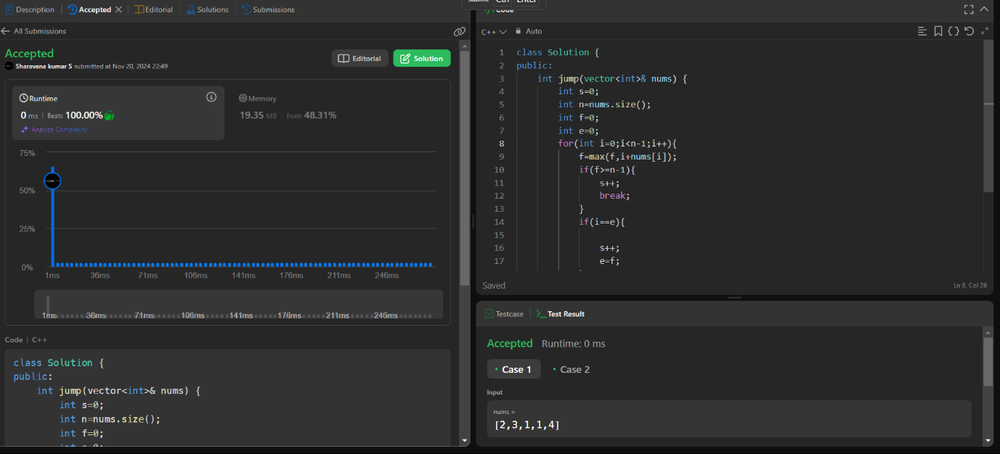 Description
Accepted
Editorial
Solutions
Submissions
All Submissions
Accepted
Sharavana kumar S submitted at Nov 20, 2024 22:49
Editorial
Solution
Runtime
0 ms | Beats 100.00%
Analyze Complexity
Memory
19.35 MB | Beats 48.31%
75%
50%
25%
0%
1ms 36ms 71ms 106ms 141ms 176ms 211ms 246ms
1ms 36ms 71ms 106ms 141ms 176ms 211ms 246ms
Code | C++
class Solution {
public:
int jump(vector<int>& nums) {
int s=0;
int n=nums.size();
int f=0;
int e=0;
Submit Ctrl Enter
</> Code
C++ Auto
1 class Solution {
2 public:
3 int jump(vector<int>& nums) {
4 int s=0;
5 int n=nums.size();
6 int f=0;
7 int e=0;
8 for(int i=0;i<n-1;i++){
9 f=max(f,i+nums[i]);
10 if(f>=n-1){
11 s++;
12 break;
13 }
14 if(i==e){
15
16 s++;
17 e=f;
Saved
Ln 8, Col 26
Testcase
>_ Test Result
Accepted Runtime: 0 ms
• Case 1 • Case 2
Input
nums =
[2,3,1,1,4]